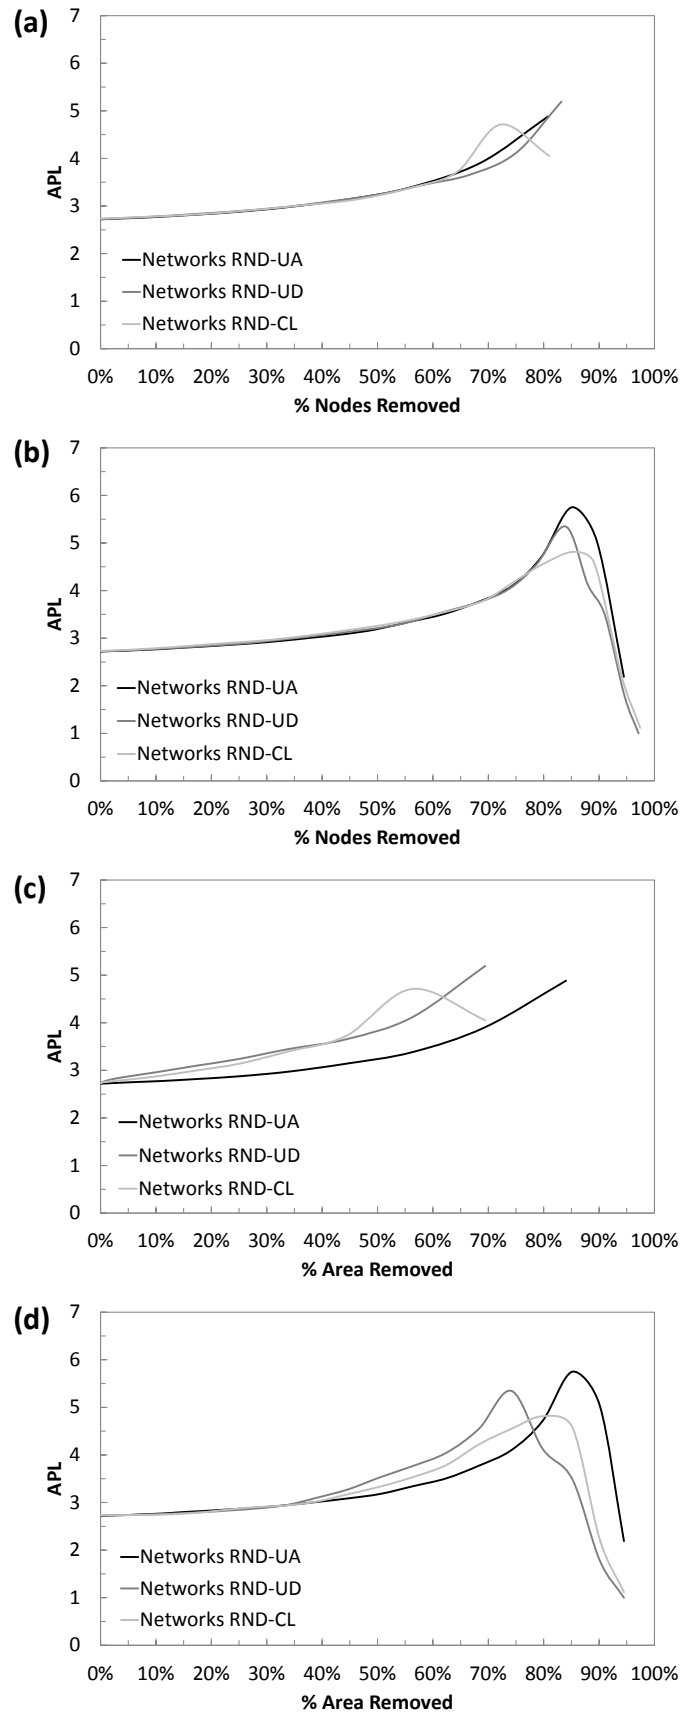 (a)
7
6
5
4
3
2
1
0
APL
Networks RND-UA
Networks RND-UD
Networks RND-CL
0% 10% 20% 30% 40% 50% 60% 70% 80% 90% 100%
% Nodes Removed
(b)
7
6
5
4
3
2
1
0
APL
Networks RND-UA
Networks RND-UD
Networks RND-CL
0% 10% 20% 30% 40% 50% 60% 70% 80% 90% 100%
% Nodes Removed
(c)
7
6
5
4
3
2
1
0
APL
Networks RND-UA
Networks RND-UD
Networks RND-CL
0% 10% 20% 30% 40% 50% 60% 70% 80% 90% 100%
% Area Removed
(d)
7
6
5
4
3
2
1
0
APL
Networks RND-UA
Networks RND-UD
Networks RND-CL
0% 10% 20% 30% 40% 50% 60% 70% 80% 90% 100%
% Area Removed